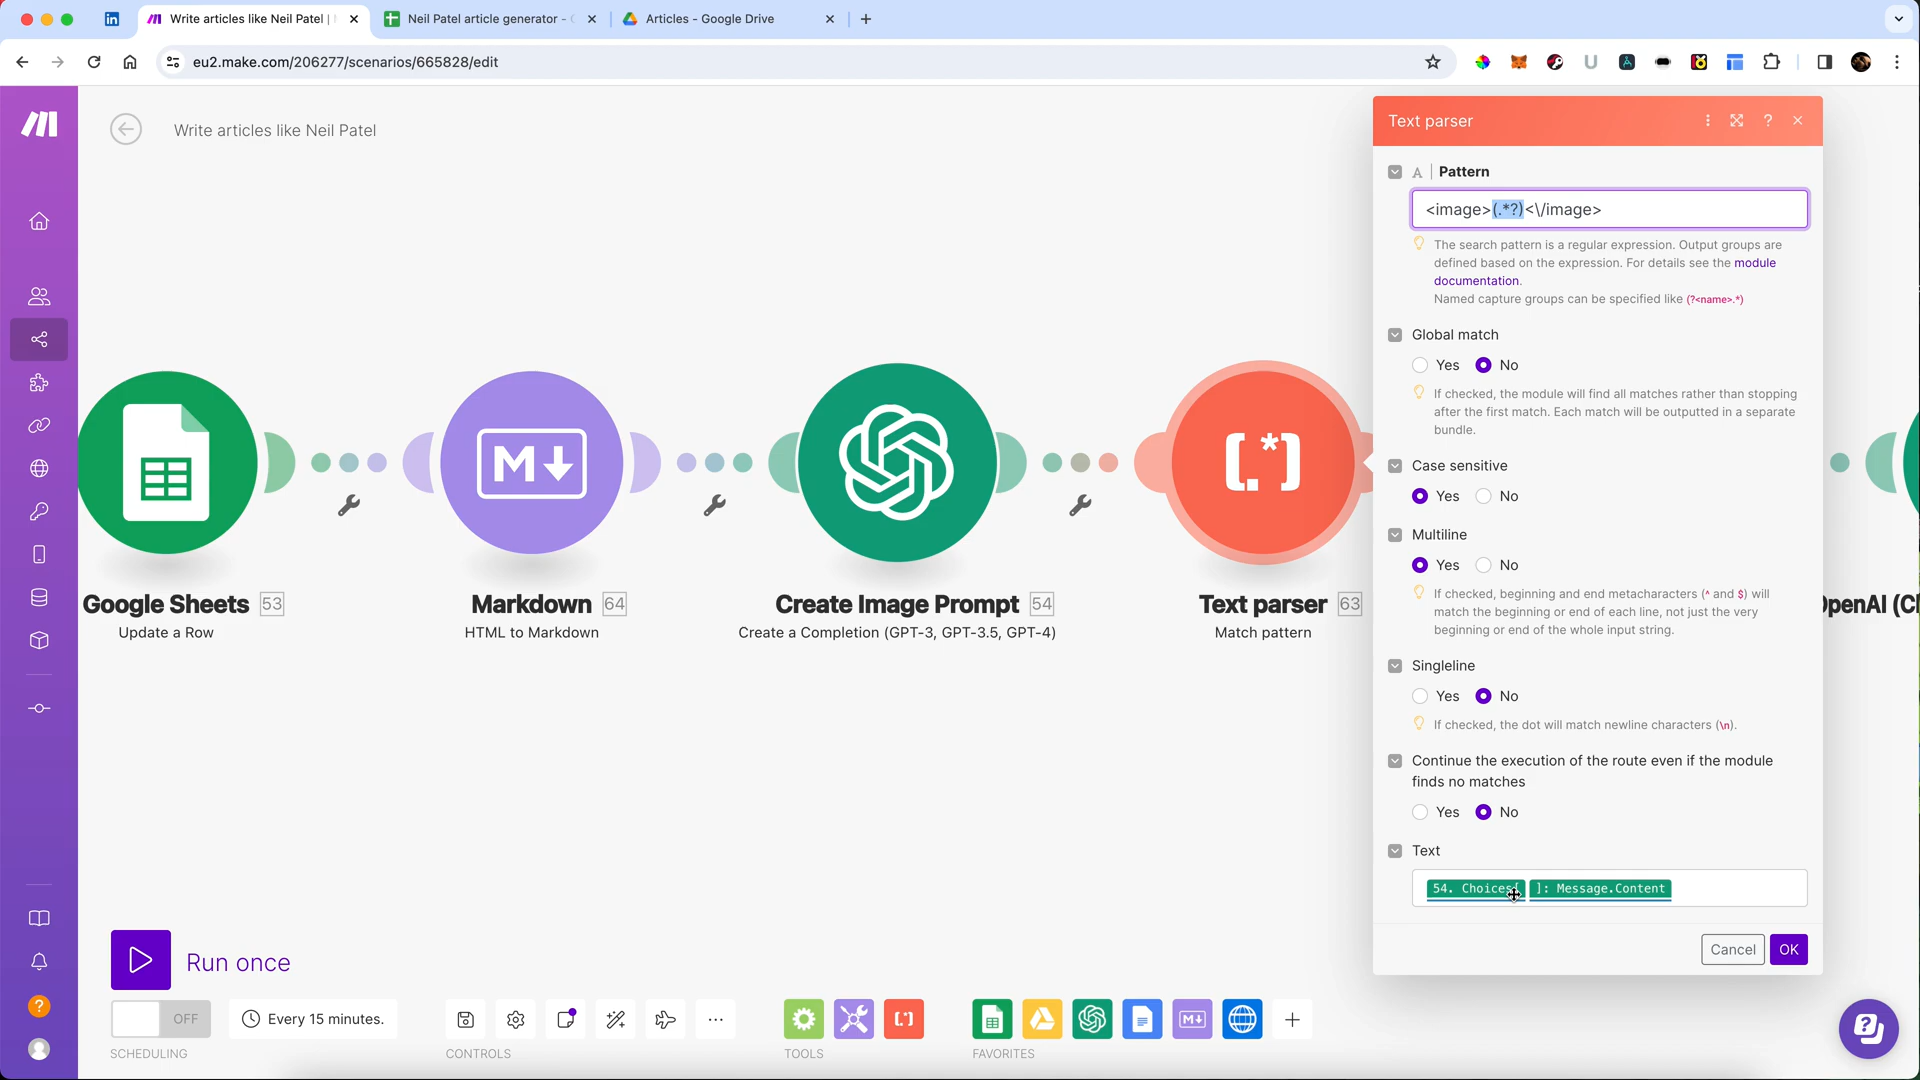 Write articles like Neil Patel |
Neil Patel article generator -
Articles - Google Drive
eu2.make.com/206277/scenarios/665828/edit
Write articles like Neil Patel
Text parser
A | Pattern
<image>(.*?)<\/image>
The search pattern is a regular expression. Output groups are
defined based on the expression. For details see the module
documentation.
Named capture groups can be specified like (?<name>.*)
Global match
Yes No
If checked, the module will find all matches rather than stopping
after the first match. Each match will be outputted in a separate
bundle.
Case sensitive
Yes No
Multiline
Yes No
If checked, beginning and end metacharacters (^ and $) will
match the beginning or end of each line, not just the very
beginning or end of the whole input string.
Singleline
Yes No
If checked, the dot will match newline characters (\n).
Continue the execution of the route even if the module
finds no matches
Yes No
Text
54. Choices[ ]: Message.Content
Cancel OK
M
[.*]
Google Sheets 53
Update a Row
Markdown 64
HTML to Markdown
Create Image Prompt 54
Create a Completion (GPT-3, GPT-3.5, GPT-4)
Text parser 63
Match pattern
OpenAI (Cl
Run once
OFF
Every 15 minutes.
SCHEDULING
CONTROLS
TOOLS
FAVORITES